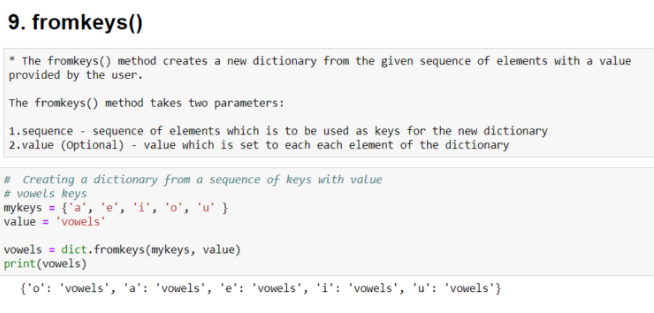 9. fromkeys()
* The fromkeys() method creates a new dictionary from the given sequence of elements with a value
provided by the user.
The fromkeys() method takes two parameters:
1.sequence - sequence of elements which is to be used as keys for the new dictionary
2.value (Optional) - value which is set to each each element of the dictionary
#  Creating a dictionary from a sequence of keys with value
# vowels keys
mykeys = {'a', 'e', 'i', 'o', 'u' }
value = 'vowels'
vowels = dict.fromkeys(mykeys, value)
print(vowels)
{'o': 'vowels', 'a': 'vowels', 'e': 'vowels', 'i': 'vowels', 'u': 'vowels'}